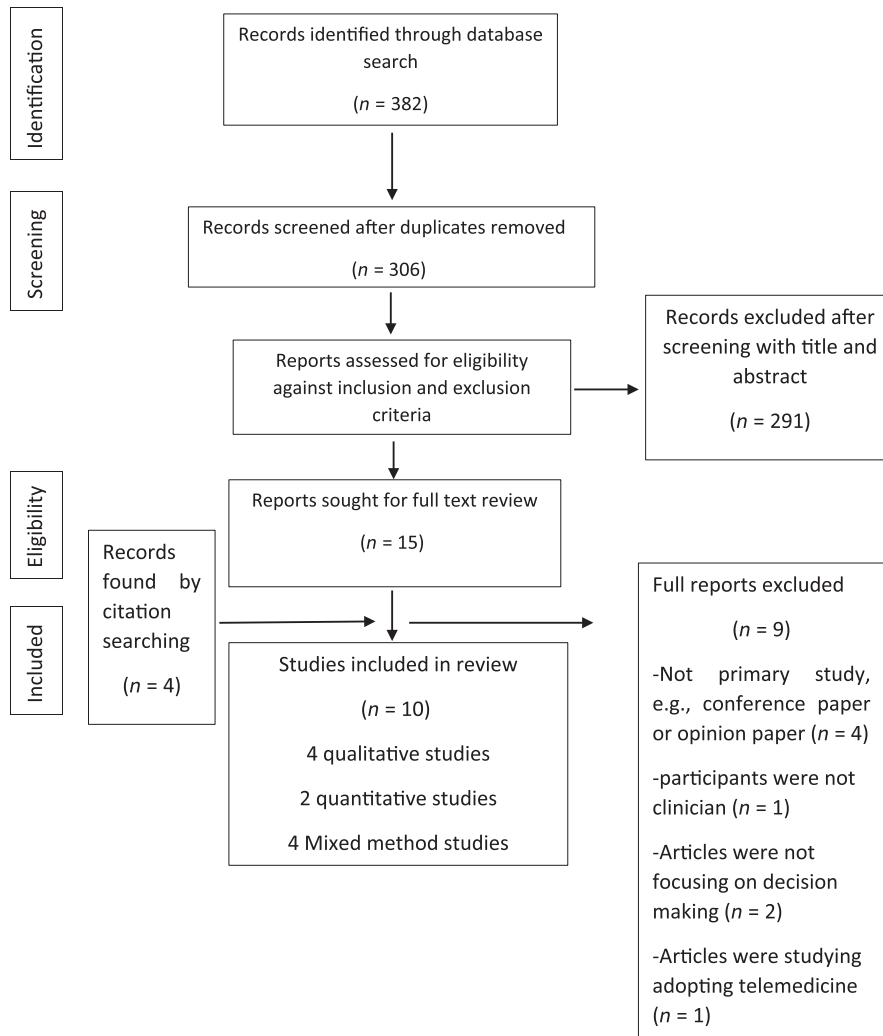 Identification
Records identified through database
search
(n = 382)
Screening
Records screened after duplicates removed
(n = 306)
Reports assessed for eligibility
against inclusion and exclusion
criteria
Records excluded after
screening with title and
abstract
(n = 291)
Eligibility
Reports sought for full text review
(n = 15)
Records
found by
citation
searching
(n = 4)
Included
Studies included in review
(n = 10)
4 qualitative studies
2 quantitative studies
4 Mixed method studies
Full reports excluded
(n = 9)
-Not primary study,
e.g., conference paper
or opinion paper (n = 4)
-participants were not
clinician (n = 1)
-Articles were not
focusing on decision
making (n = 2)
-Articles were studying
adopting telemedicine
(n = 1)